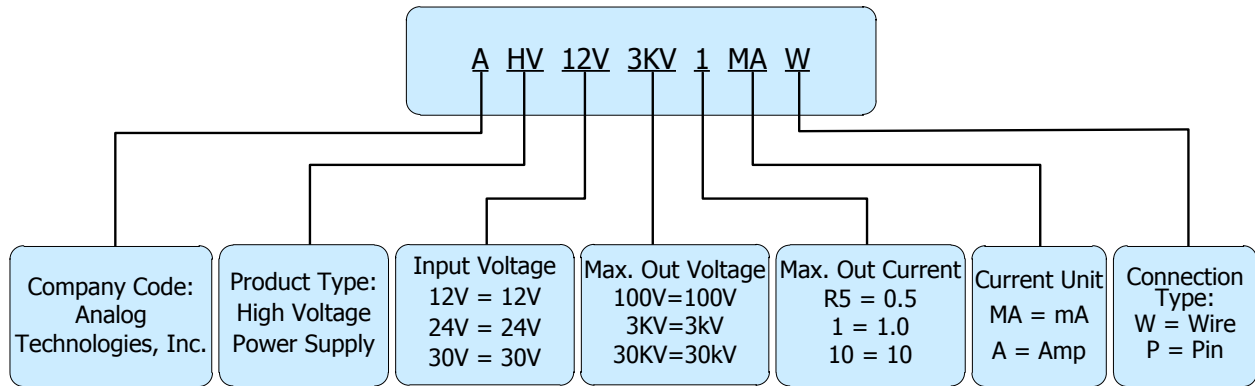 A HV 12V 3KV 1 MA W
Company Code:
Analog
Technologies, Inc.
Product Type:
High Voltage
Power Supply
Input Voltage
12V = 12V
24V = 24V
30V = 30V
Max. Out Voltage
100V=100V
3KV=3kV
30KV=30kV
Max. Out Current
R5 = 0.5
1 = 1.0
10 = 10
Current Unit
MA = mA
A = Amp
Connection
Type:
W = Wire
P = Pin